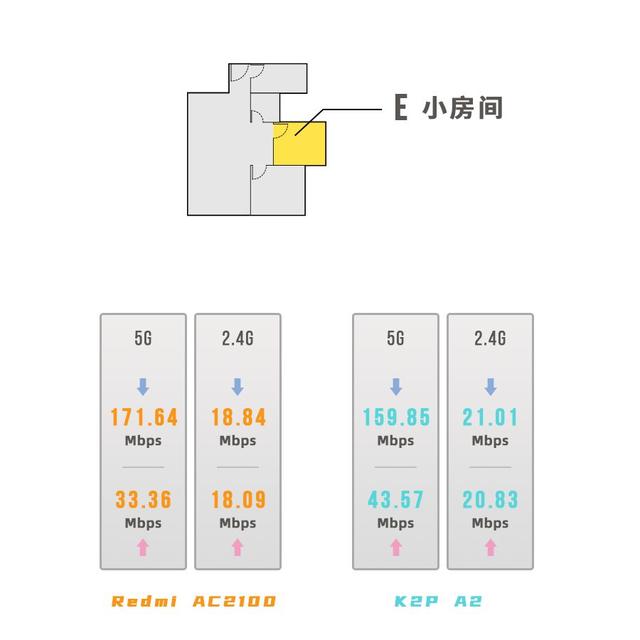 E 小房间
5G
2.4G
5G
2.4G
171.64
Mbps
18.84
Mbps
159.85
Mbps
21.01
Mbps
33.36
Mbps
18.09
Mbps
43.57
Mbps
20.83
Mbps
Redmi AC2100
K2P A2